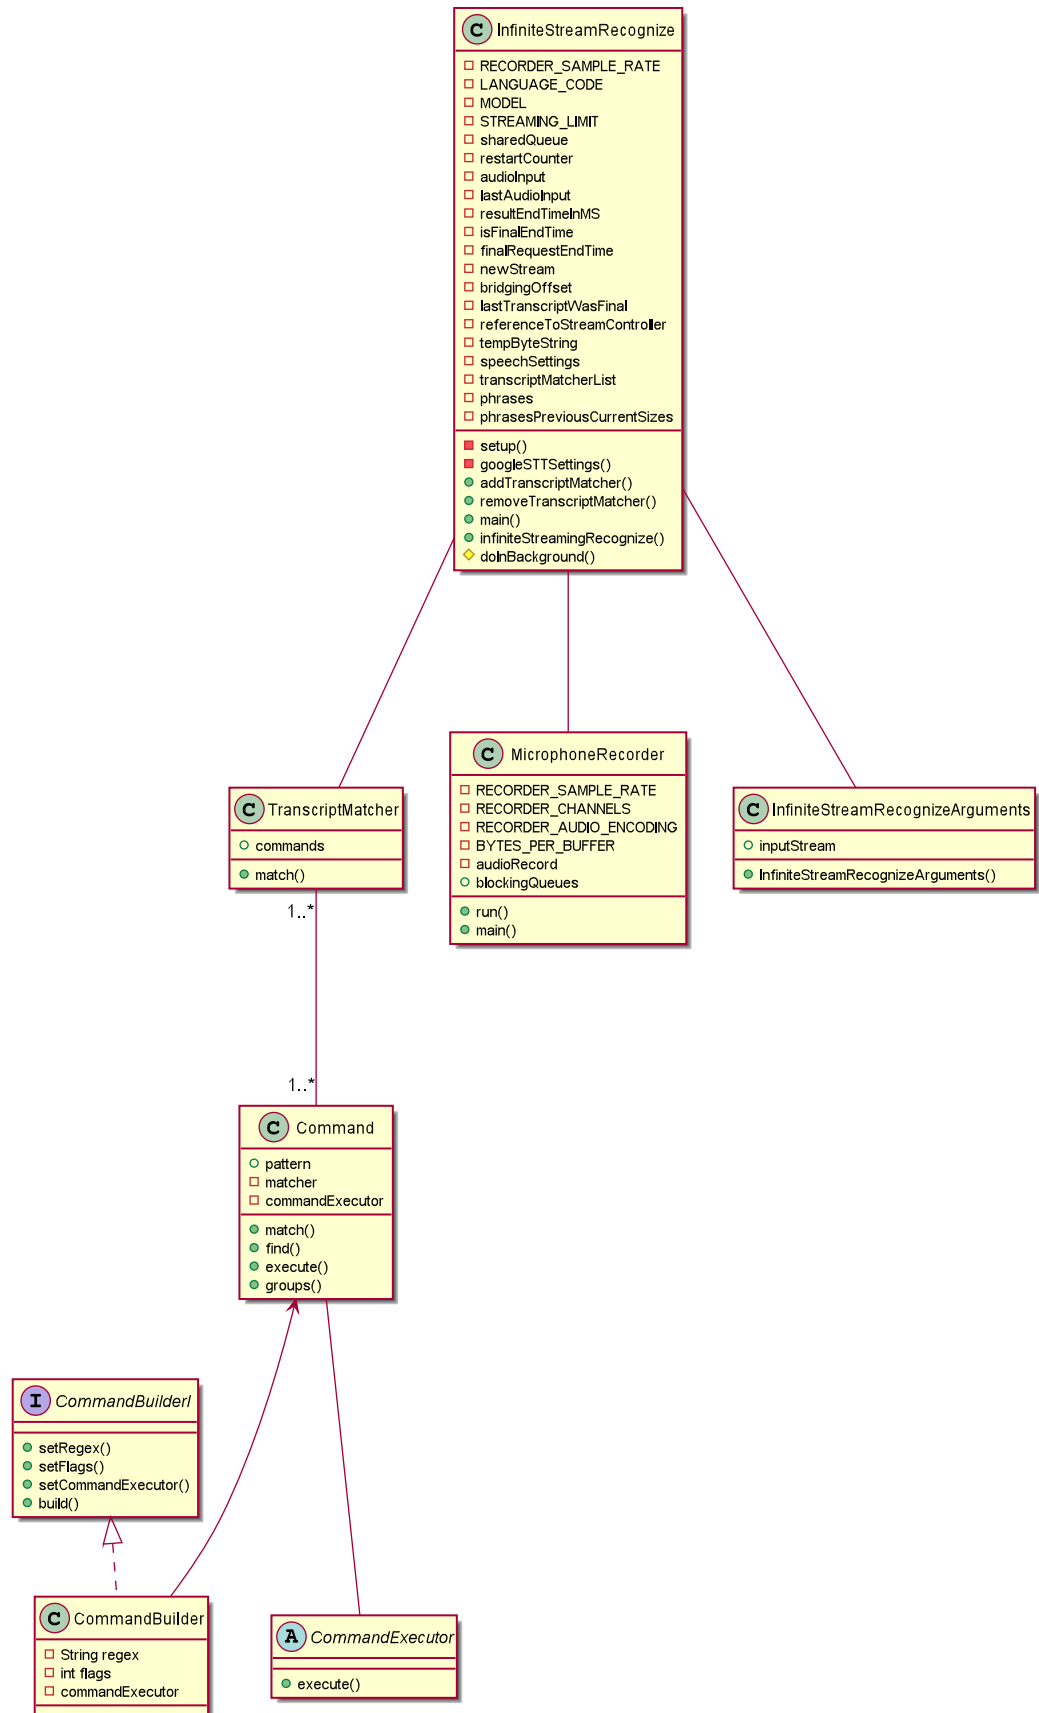 C InfiniteStreamRecognize
RECORDER_SAMPLE_RATE
LANGUAGE_CODE
MODEL
STREAMING_LIMIT
sharedQueue
restartCounter
audioInput
lastAudioInput
resultEndTimeInMS
isFinalEndTime
finalRequestEndTime
newStream
bridgingOffset
lastTranscriptWasFinal
referenceToStreamController
tempByteString
speechSettings
transcriptMatcherList
phrases
phrasesPreviousCurrentSizes
setup()
googleSTTSettings()
addTranscriptMatcher()
removeTranscriptMatcher()
main()
infiniteStreamingRecognize()
doInBackground()
C TranscriptMatcher
commands
match()
C MicrophoneRecorder
RECORDER_SAMPLE_RATE
RECORDER_CHANNELS
RECORDER_AUDIO_ENCODING
BYTES_PER_BUFFER
audioRecord
blockingQueues
run()
main()
C InfiniteStreamRecognizeArguments
inputStream
InfiniteStreamRecognizeArguments()
1..*
1..*
C Command
pattern
matcher
commandExecutor
match()
find()
execute()
groups()
I CommandBuilderI
setRegex()
setFlags()
setCommandExecutor()
build()
C CommandBuilder
String regex
int flags
commandExecutor
A CommandExecutor
execute()